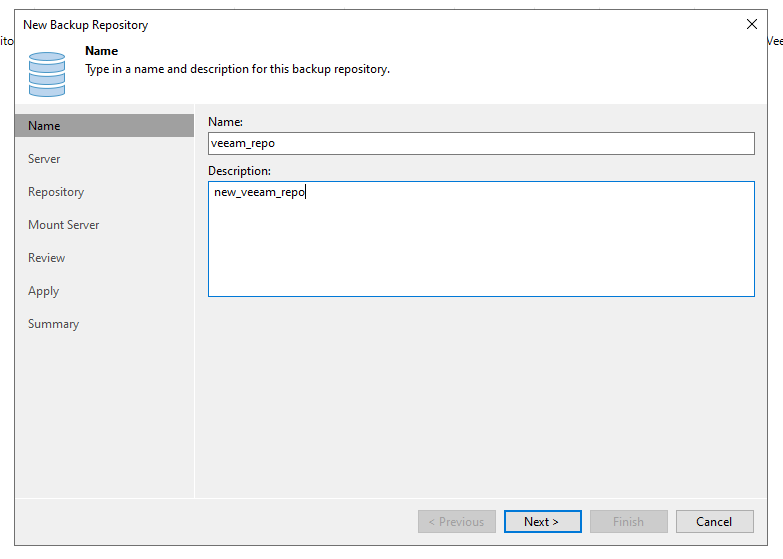 New Backup Repository
Name
Type in a name and description for this backup repository.
Name
Server
Repository
Mount Server
Review
Apply
Summary
Name:
veeam_repo
Description:
new_veeam_repo
< Previous
Next >
Finish
Cancel